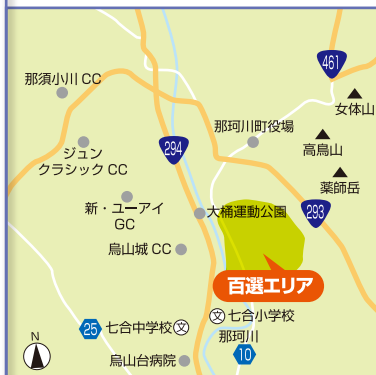 461
那須小川 CC
女体山
那珂川町役場
294
高鳥山
ジュン
クラシック CC
薬師岳
新・ユーアイ
GC
大桶運動公園
293
烏山城 CC
百選エリア
七合小学校
文
25
七合中学校
文
那珂川
10
N
烏山台病院